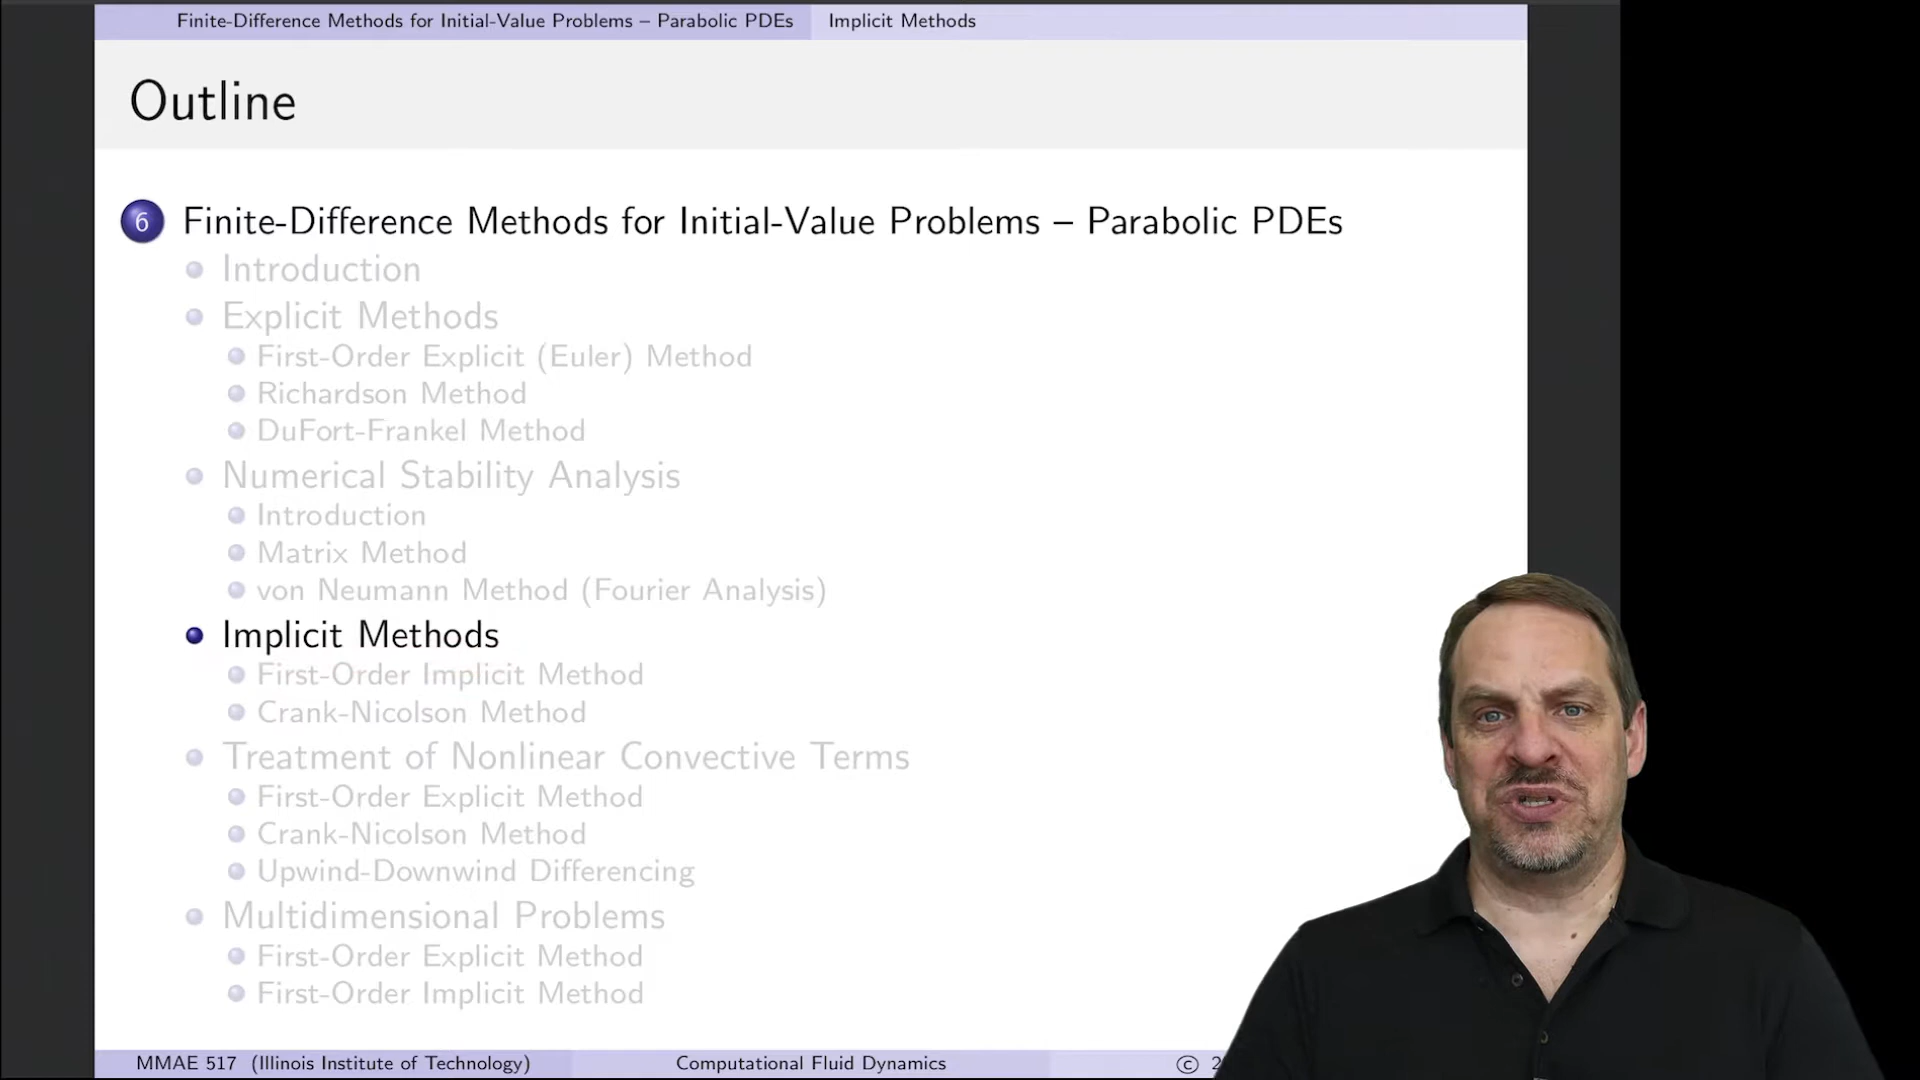 Finite-Difference Methods for Initial-Value Problems – Parabolic PDEs Implicit Methods
Outline
6 Finite-Difference Methods for Initial-Value Problems – Parabolic PDEs
Introduction
Explicit Methods
First-Order Explicit (Euler) Method
Richardson Method
DuFort-Frankel Method
Numerical Stability Analysis
Introduction
Matrix Method
von Neumann Method (Fourier Analysis)
Implicit Methods
First-Order Implicit Method
Crank-Nicolson Method
Treatment of Nonlinear Convective Terms
First-Order Explicit Method
Crank-Nicolson Method
Upwind-Downwind Differencing
Multidimensional Problems
First-Order Explicit Method
First-Order Implicit Method
MMAE 517 (Illinois Institute of Technology) Computational Fluid Dynamics © 2